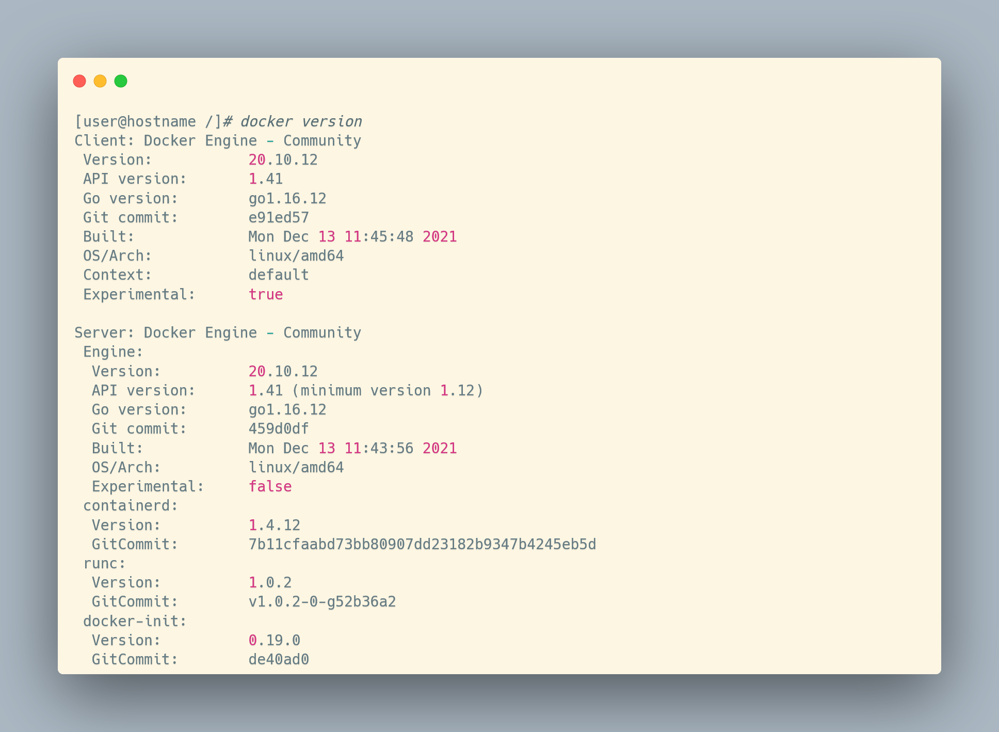 [user@hostname /]# docker version
Client: Docker Engine - Community
 Version:           20.10.12
 API version:       1.41
 Go version:        go1.16.12
 Git commit:        e91ed57
 Built:             Mon Dec 13 11:45:48 2021
 OS/Arch:           linux/amd64
 Context:           default
 Experimental:      true

Server: Docker Engine - Community
 Engine:
  Version:          20.10.12
  API version:      1.41 (minimum version 1.12)
  Go version:       go1.16.12
  Git commit:       459d0df
  Built:            Mon Dec 13 11:43:56 2021
  OS/Arch:          linux/amd64
  Experimental:     false
 containerd:
  Version:          1.4.12
  GitCommit:        7b11cfaabd73bb80907dd23182b9347b4245eb5d
 runc:
  Version:          1.0.2
  GitCommit:        v1.0.2-0-g52b36a2
 docker-init:
  Version:          0.19.0
  GitCommit:        de40ad0